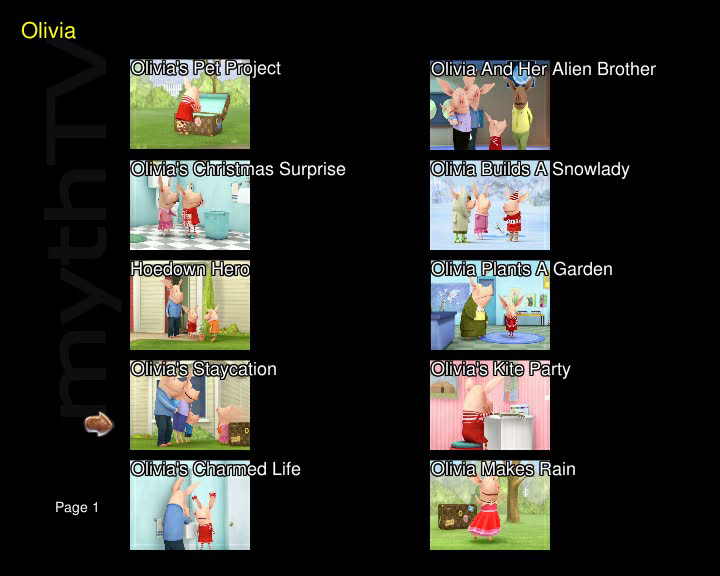 Olivia
mythTV
Olivia's Pet Project
Olivia And Her Alien Brother
Olivia's Christmas Surprise
Olivia Builds A Snowlady
Hoedown Hero
Olivia Plants A Garden
Olivia's Staycation
Olivia's Kite Party
Olivia's Charmed Life
Olivia Makes Rain
Page 1